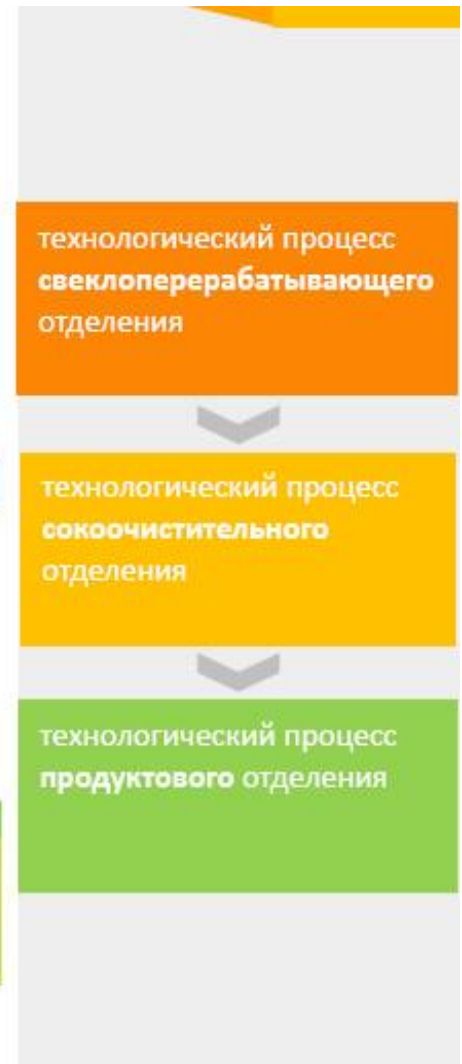 технологический процесс
свеклоперерабатывающего
отделения
технологический процесс
сокоочистительного
отделения
технологический процесс
продуктового отделения